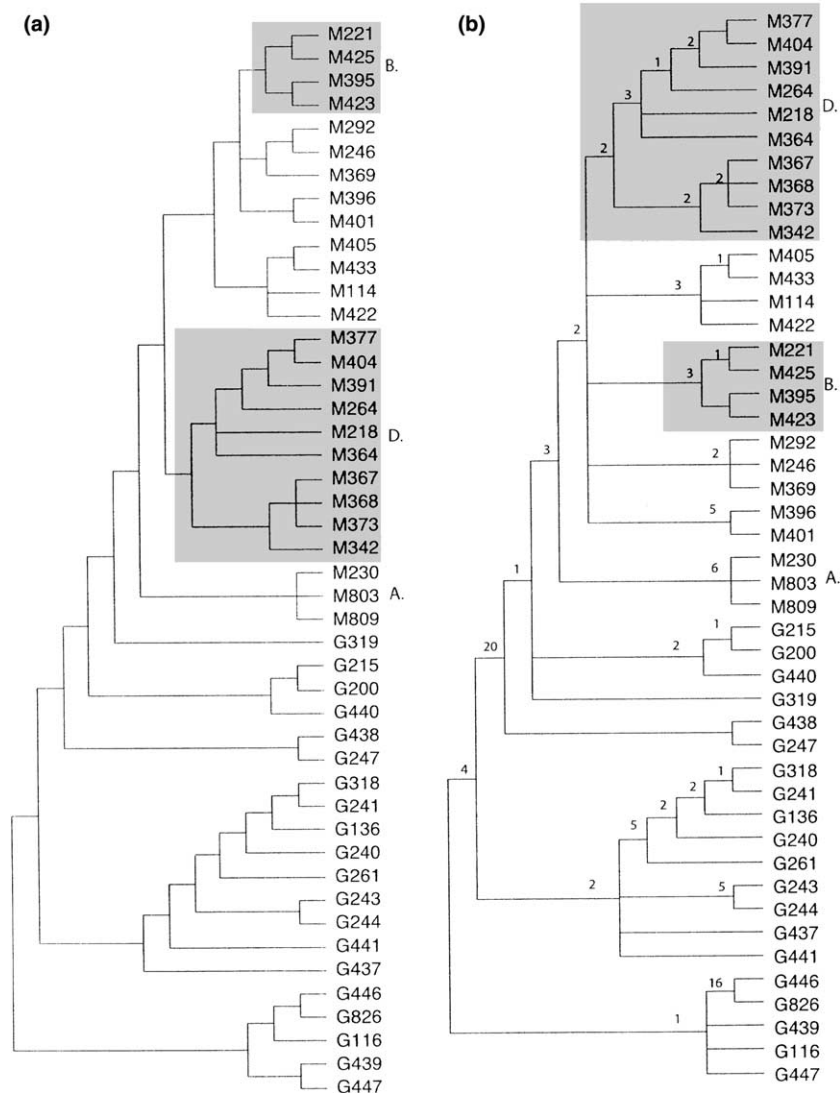 (a)
M221
M425
B.
M395
M423
M292
M246
M369
M396
M401
M405
M433
M114
M422
M377
M404
M391
M264
M218
D.
M364
M367
M368
M373
M342
M230
M803 A.
M809
G319
G215
G200
G440
G438
G247
G318
G241
G136
G240
G261
G243
G244
G441
G437
G446
G826
G116
G439
G447
(b)
M377
2
M404
1
M391
3
M264
M218
D.
M364
2
M367
2
M368
2
M373
M342
1
M405
3
M433
M114
M422
2
M221
1
3
M425
B.
M395
M423
3
M292
2
M246
M369
5
M396
M401
M230
6
M803
A.
1
M809
1
G215
20
2
G200
G440
G319
G438
G247
4
1
G318
2
G241
2
G136
5
G240
G261
2
5
G243
G244
G437
G441
16
G446
G826
1
G439
G116
G447